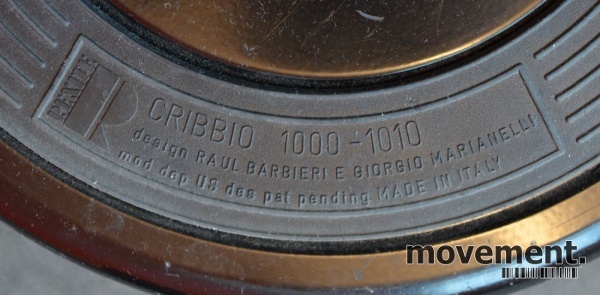 REXITE
R
CRIBBIO 1000-1010
design RAUL BARBIERI E GIORGIO MARIANELLI
mod dep US des pat pending MADE IN ITALY
movement.